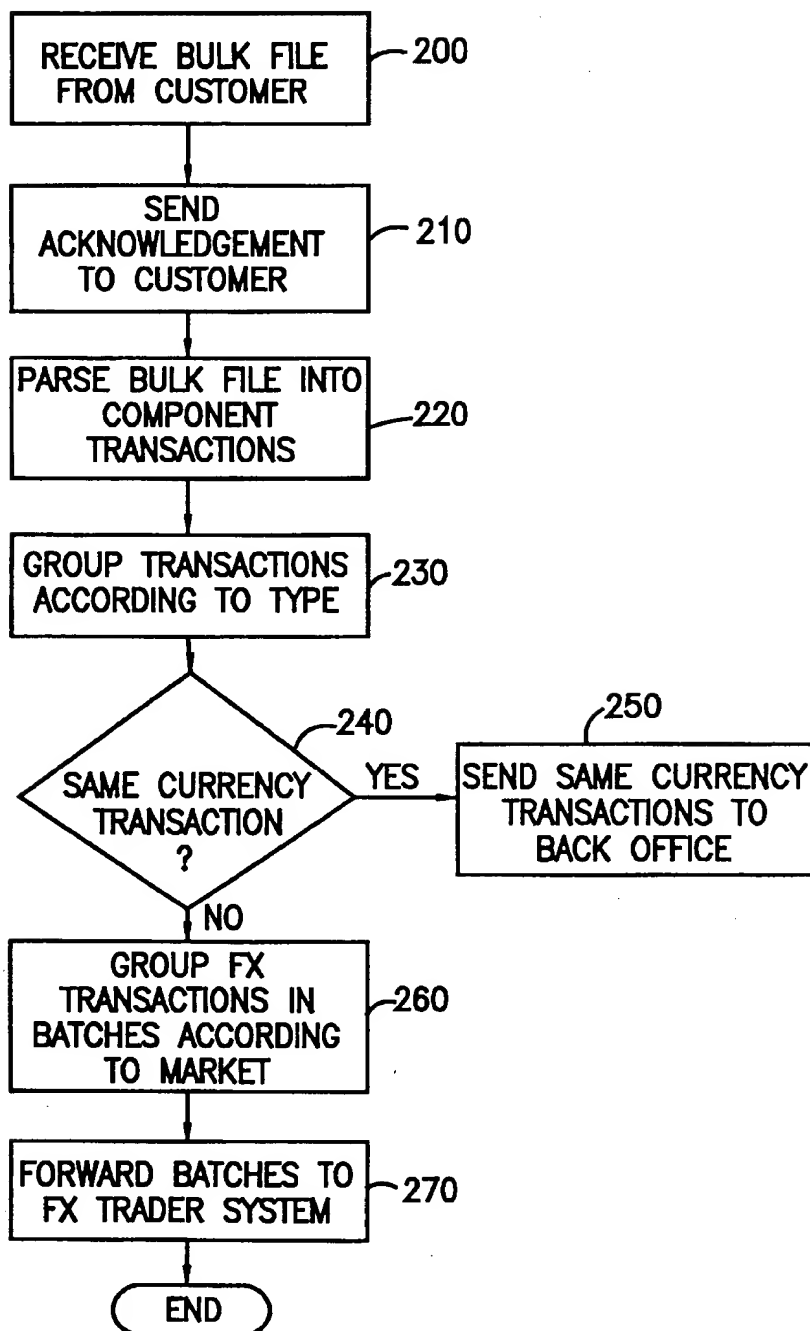 RECEIVE BULK FILE
FROM CUSTOMER
200
SEND
ACKNOWLEDGEMENT
TO CUSTOMER
210
PARSE BULK FILE INTO
COMPONENT
TRANSACTIONS
220
GROUP TRANSACTIONS
ACCORDING TO TYPE
230
240
SAME CURRENCY
TRANSACTION
?
YES
250
SEND SAME CURRENCY
TRANSACTIONS TO
BACK OFFICE
NO
GROUP FX
TRANSACTIONS IN
BATCHES ACCORDING
TO MARKET
260
FORWARD BATCHES TO
FX TRADER SYSTEM
270
END